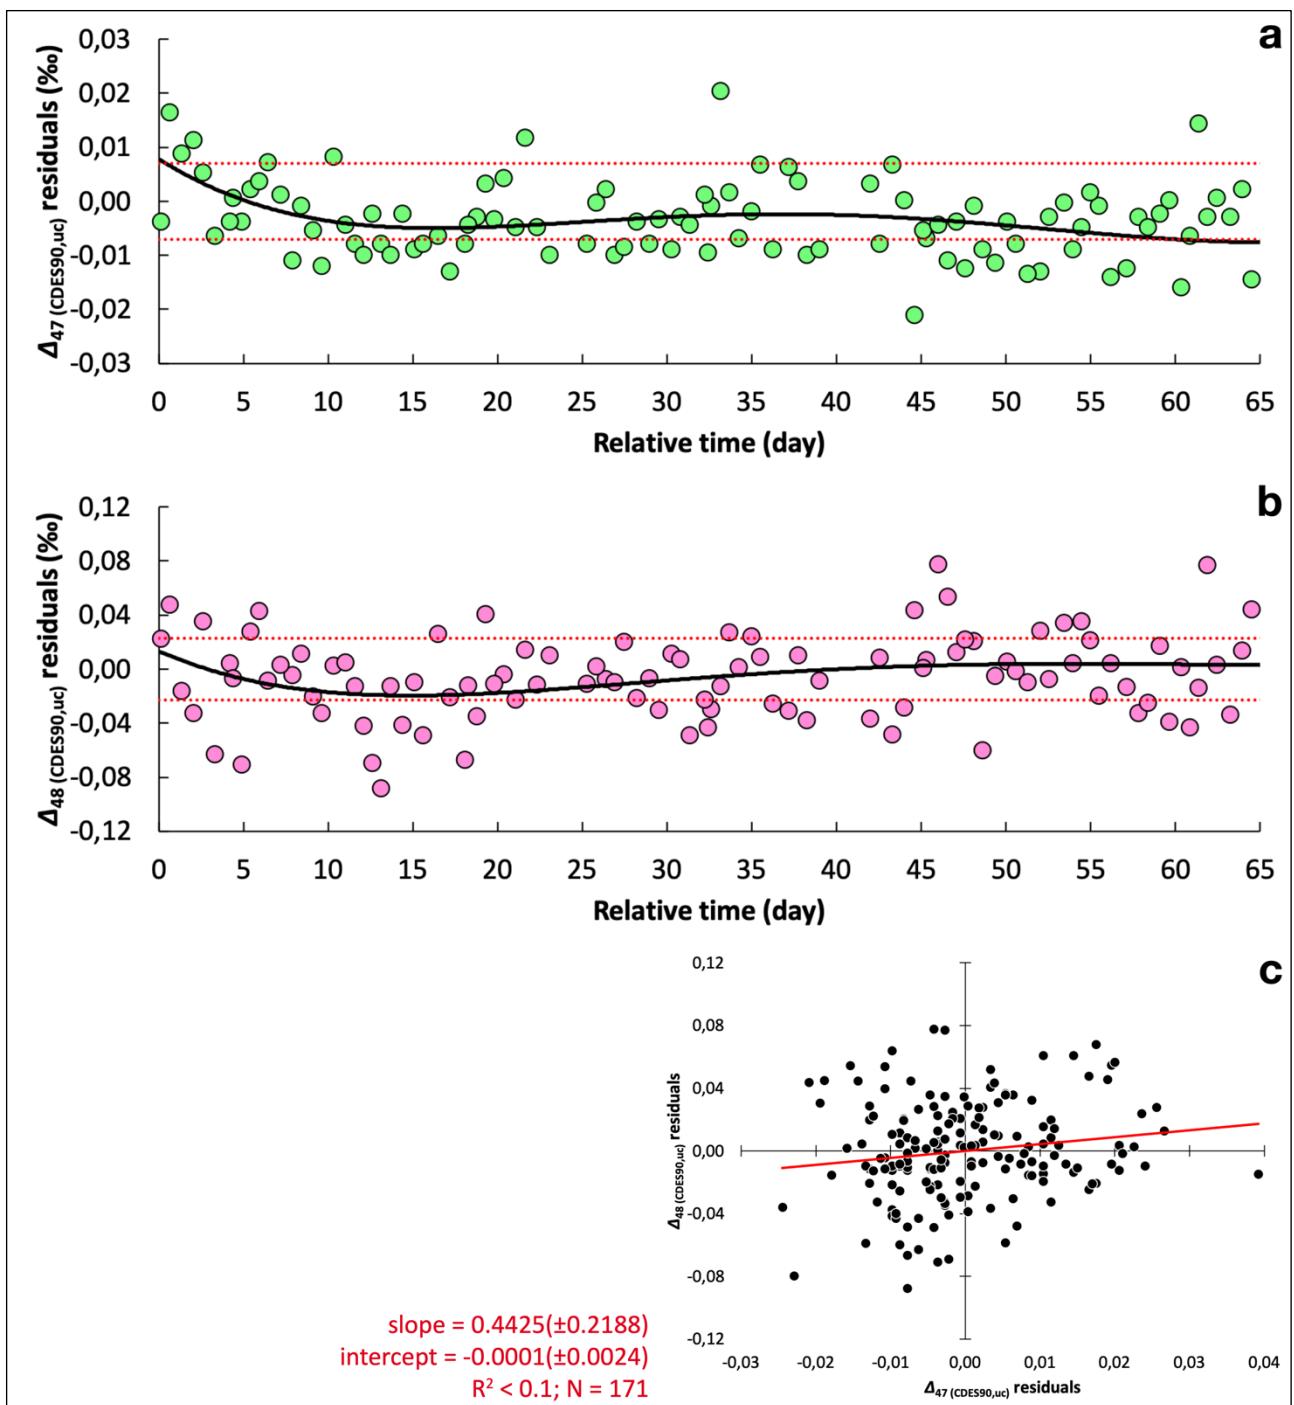 a
Δ47 (CDES90,uc) residuals (‰)
0,03
0,02
0,01
0,00
-0,01
-0,02
-0,03
0 5 10 15 20 25 30 35 40 45 50 55 60 65
Relative time (day)
b
Δ48 (CDES90,uc) residuals (‰)
0,12
0,08
0,04
0,00
-0,04
-0,08
-0,12
0 5 10 15 20 25 30 35 40 45 50 55 60 65
Relative time (day)
c
Δ48 (CDES90,uc) residuals
0,12
0,08
0,04
0,00
-0,04
-0,08
-0,12
-0,03 -0,02 -0,01 0,00 0,01 0,02 0,03 0,04
Δ47 (CDES90,uc) residuals
slope = 0.4425(±0.2188)
intercept = -0.0001(±0.0024)
R² < 0.1; N = 171